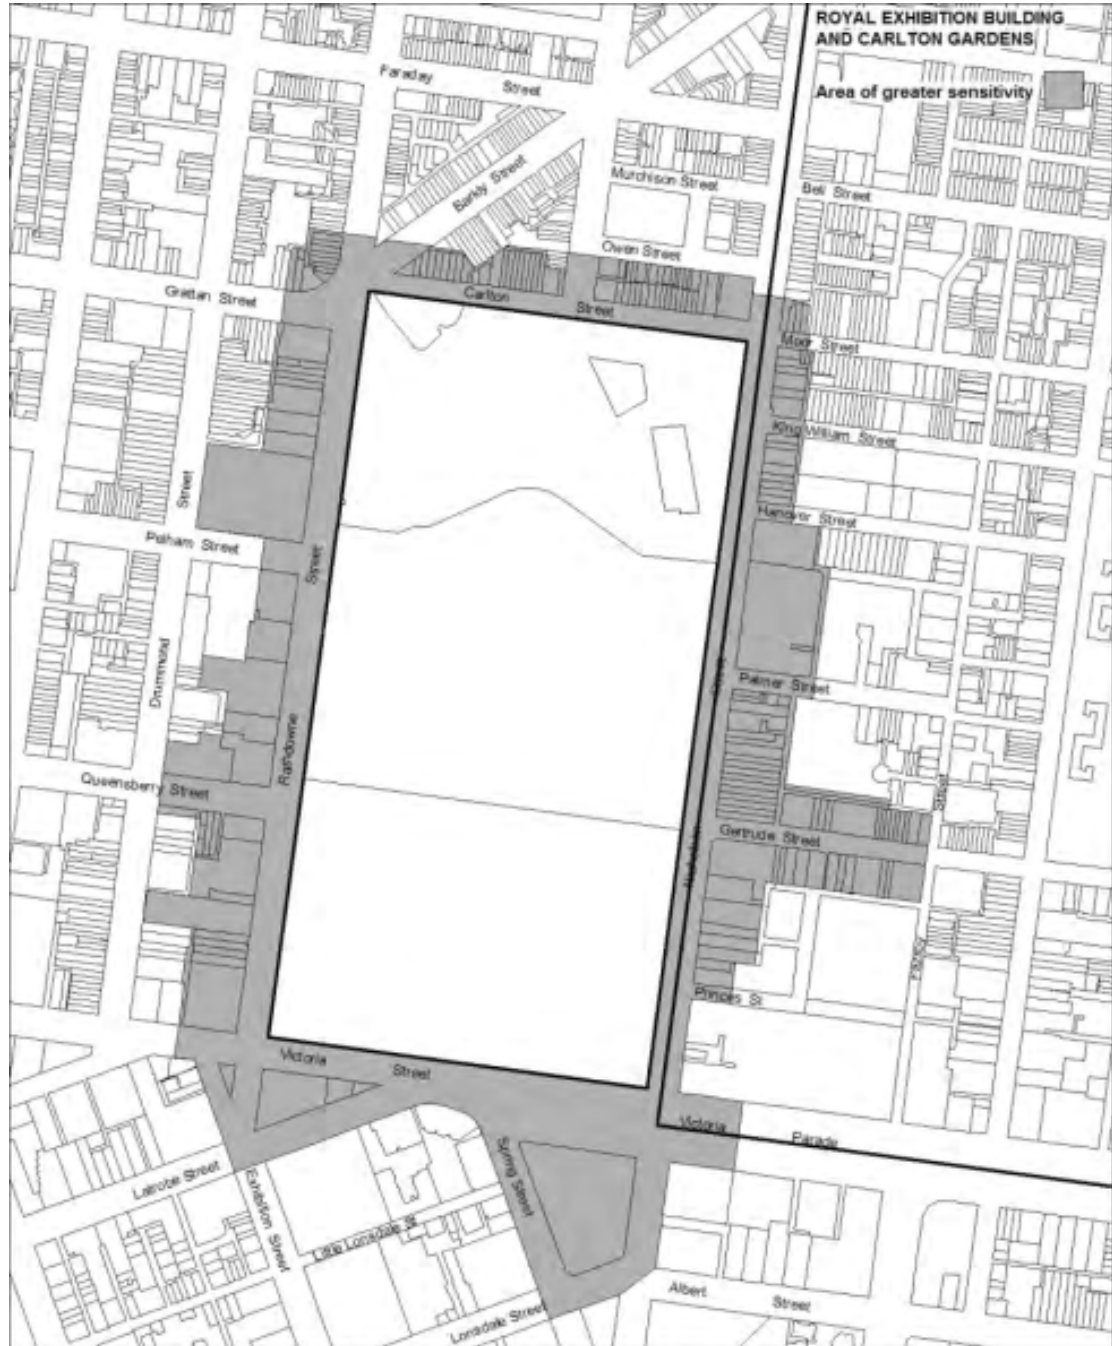 ROYAL EXHIBITION BUILDING
AND CARLTON GARDENS
Area of greater sensitivity
Faraday Street
Barkly Street
Murchison Street
Bell Street
Owen Street
Grattan Street
Carlton Street
Moor Street
King William Street
Hanover Street
Street
Pelham Street
Street
Drummond
Palmer Street
Rathdowne
Queensberry Street
Street
Gertrude Street
Princes St
Victoria Street
Victoria Parade
Spring Street
Latrobe Street
Exhibition Street
Little Lonsdale St
Albert Street
Lonsdale Street